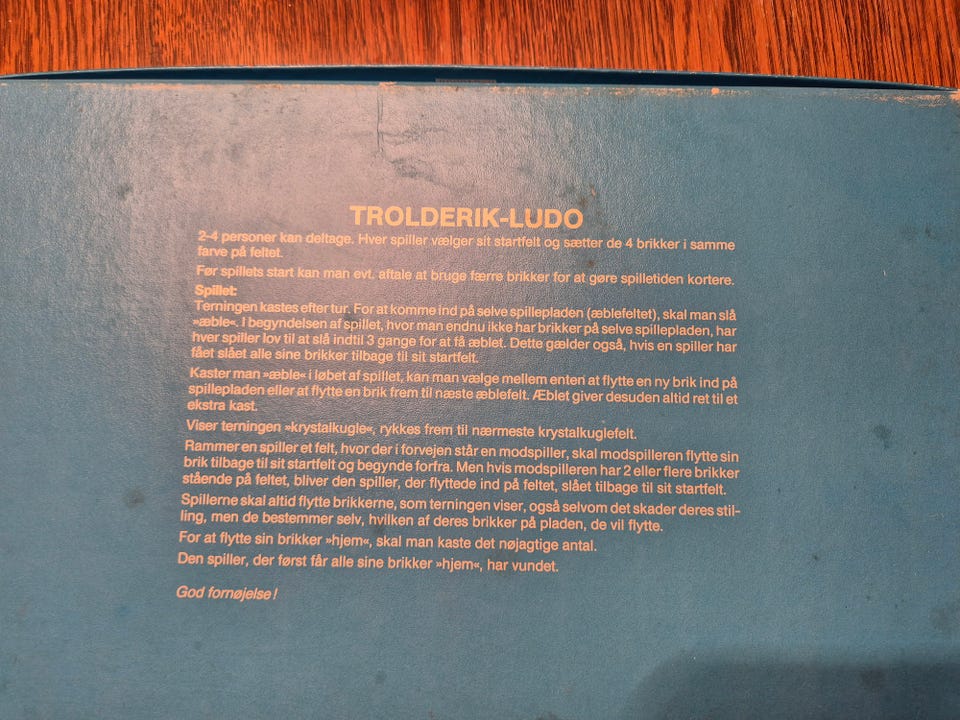 TROLDERIK-LUDO
2-4 personer kan deltage. Hver spiller vælger sit startfelt og sætter de 4 brikker i samme
farve på feltet.
Før spillets start kan man evt. aftale at bruge færre brikker for at gøre spilletiden kortere.
Spillet:
Terningen kastes efter tur. For at komme ind på selve spillepladen (æblefeltet), skal man slå
»æble«. I begyndelsen af spillet, hvor man endnu ikke har brikker på selve spillepladen, har
hver spiller lov til at slå indtil 3 gange for at få æblet. Dette gælder også, hvis en spiller har
fået slået alle sine brikker tilbage til sit startfelt.
Kaster man »æble« i løbet af spillet, kan man vælge mellem enten at flytte en ny brik ind på
spillepladen eller at flytte en brik frem til næste æblefelt. Æblet giver desuden altid ret til et
ekstra kast.
Viser terningen »krystalkugle«, rykkes frem til nærmeste krystalkuglefelt.
Rammer en spiller et felt, hvor der i forvejen står en modspiller, skal modspilleren flytte sin
brik tilbage til sit startfelt og begynde forfra. Men hvis modspilleren har 2 eller flere brikker
stående på feltet, bliver den spiller, der flyttede ind på feltet, slået tilbage til sit startfelt.
Spillerne skal altid flytte brikkerne, som terningen viser, også selvom det skader deres stil-
ling, men de bestemmer selv, hvilken af deres brikker på pladen, de vil flytte.
For at flytte sin brikker »hjem«, skal man kaste det nøjagtige antal.
Den spiller, der først får alle sine brikker »hjem«, har vundet.
God fornøjelse!